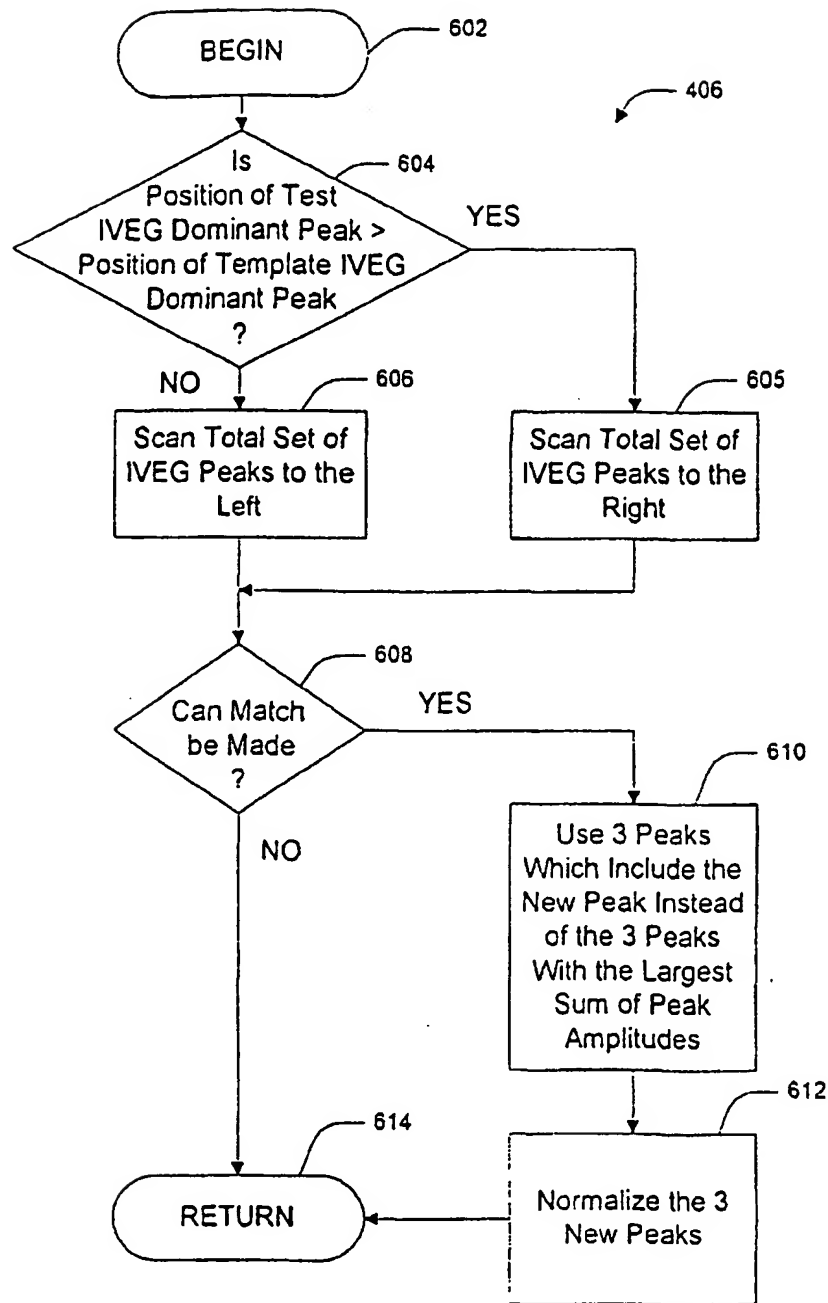 BEGIN
602
406
Is
Position of Test
IVEG Dominant Peak >
Position of Template IVEG
Dominant Peak
?
604
YES
NO
606
605
Scan Total Set of
IVEG Peaks to the
Left
Scan Total Set of
IVEG Peaks to the
Right
608
Can Match
be Made
?
YES
NO
610
Use 3 Peaks
Which Include the
New Peak Instead
of the 3 Peaks
With the Largest
Sum of Peak
Amplitudes
612
Normalize the 3
New Peaks
614
RETURN